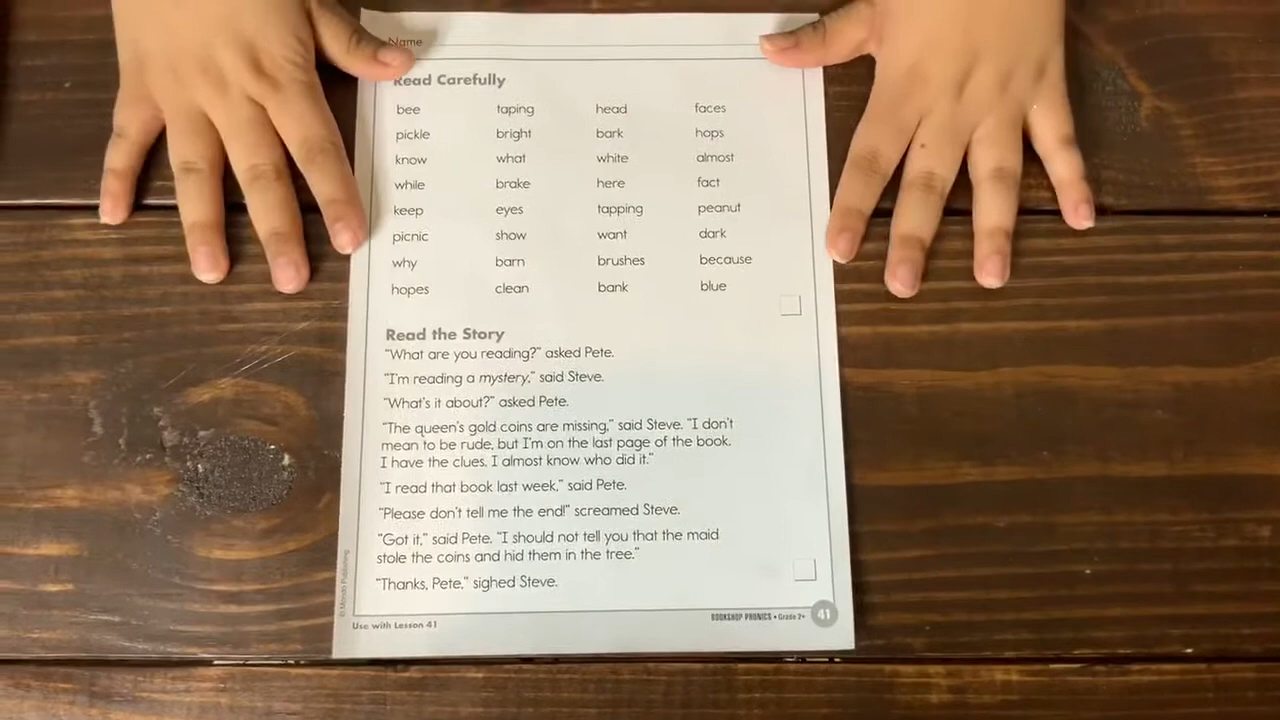 Name
Read Carefully
bee taping head faces
pickle bright bark hops
know what white almost
while brake here fact
keep eyes tapping peanut
picnic show want dark
why barn brushes because
hopes clean bank blue
Read the Story
“What are you reading?” asked Pete.
“I'm reading a mystery,” said Steve.
“What's it about?” asked Pete.
“The queen's gold coins are missing,” said Steve. “I don't
mean to be rude, but I'm on the last page of the book.
I have the clues. I almost know who did it.”
“I read that book last week,” said Pete.
“Please don't tell me the end!” screamed Steve.
“Got it,” said Pete. “I should not tell you that the maid
stole the coins and hid them in the tree.”
“Thanks, Pete,” sighed Steve.
© Mondo Publishing
Use with Lesson 41
BOOKSHOP PHONICS • Grade 2+ 41